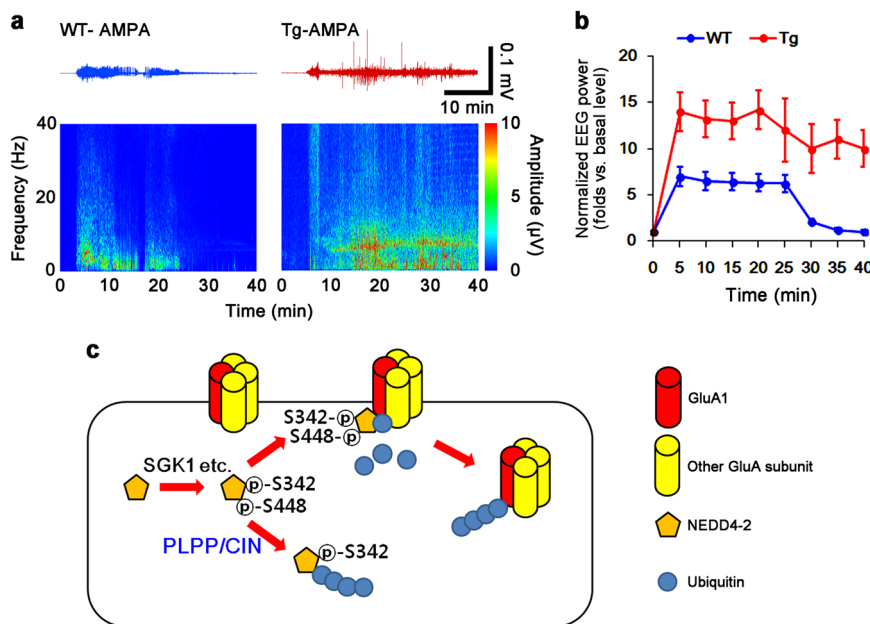 a
WT- AMPA
Tg-AMPA
0.1 mV
10 min
Frequency (Hz)
40
20
0
0 10 20 30 40
0 10 20 30 40
Time (min)
10
5
0
Amplitude (µV)
b
WT Tg
Normalized EEG power
(folds vs. basal level)
20
15
10
5
0
0 5 10 15 20 25 30 35 40
Time (min)
c
S342-p
S448-p
SGK1 etc.
p-S342
p-S448
PLPP/CIN
p-S342
GluA1
Other GluA subunit
NEDD4-2
Ubiquitin